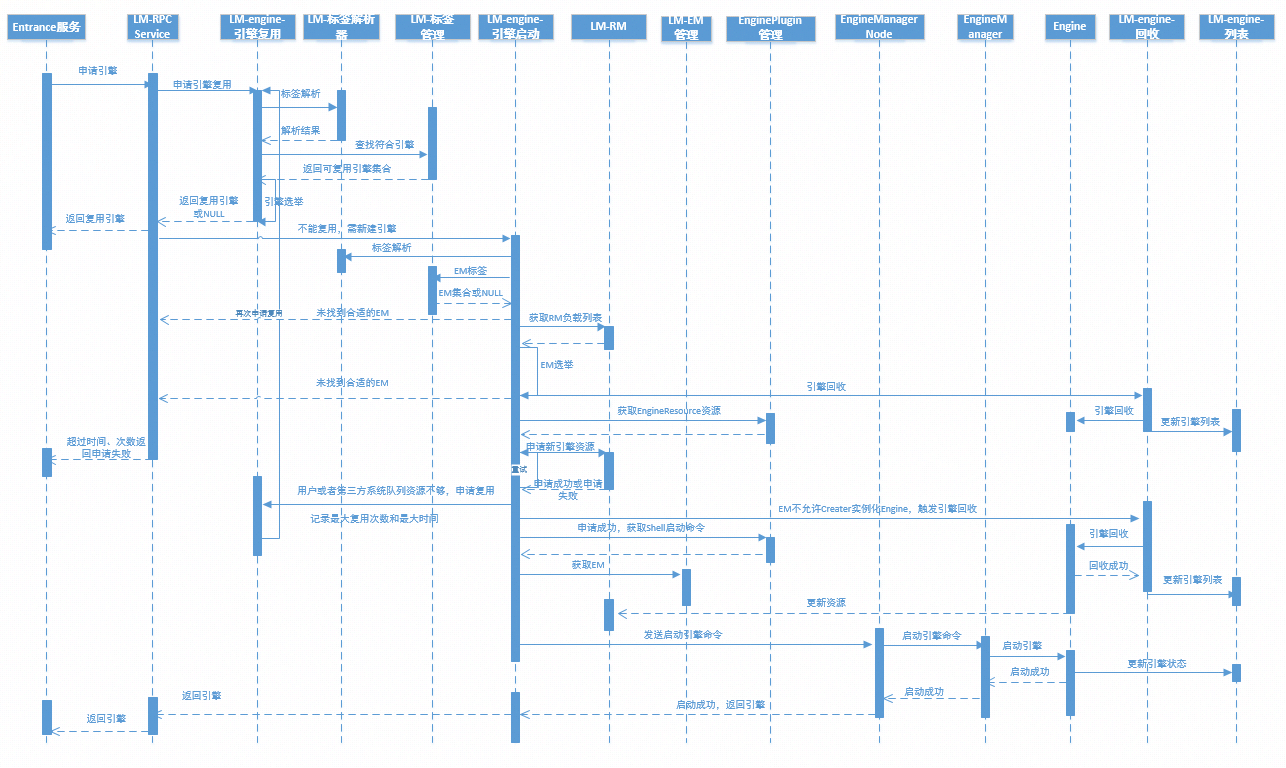 Entrance服务
LM-RPC
Service
LM-engine-
引擎复用
LM-标签解析
器
LM-标签
管理
LM-engine-
引擎启动
LM-RM
LM-EM
管理
EnginePlugin
管理
EngineManager
Node
EngineM
anager
Engine
LM-engine-
回收
LM-engine-
列表
申请引擎
申请引擎复用
标签解析
解析结果
查找符合引擎
返回可复用引擎集合
引擎选举
返回复用引擎
或NULL
返回复用引擎
不能复用，需新建引擎
标签解析
EM标签
EM集合或NULL
再次申请复用
未找到合适的EM
获取RM负载列表
EM选举
未找到合适的EM
引擎回收
获取EngineResource资源
引擎回收
更新引擎列表
超过时间、次数返
回申请失败
申请新引擎资源
重试
申请成功或申请
失败
用户或者第三方系统队列资源不够，申请复用
记录最大复用次数和最大时间
EM不允许Creater实例化Engine，触发引擎回收
申请成功，获取Shell启动命令
引擎回收
获取EM
回收成功
更新引擎列表
更新资源
发送启动引擎命令
启动引擎命令
启动引擎
更新引擎状态
启动成功
启动成功
返回引擎
启动成功，返回引擎
返回引擎